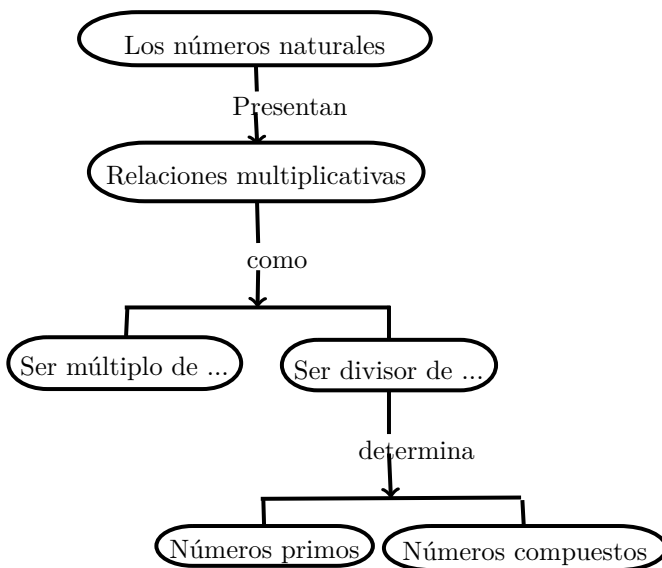 Los números naturales
Presentan
Relaciones multiplicativas
como
Ser múltiplo de ...
Ser divisor de ...
determina
Números primos
Números compuestos